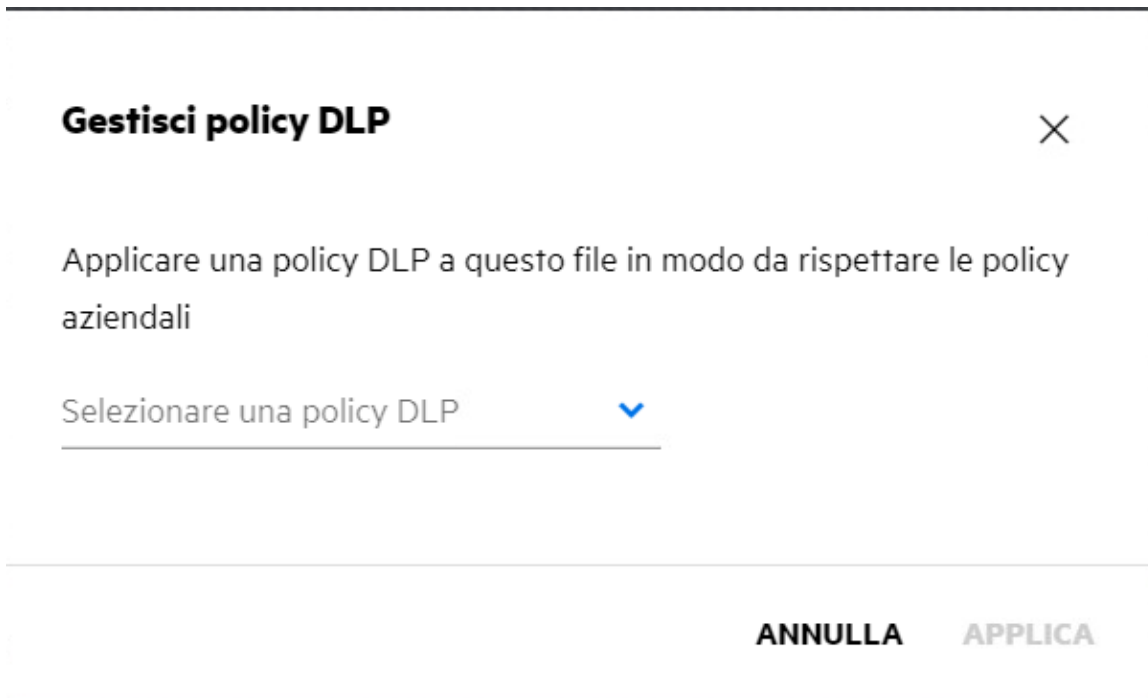 Gestisci policy DLP
Applicare una policy DLP a questo file in modo da rispettare le policy
aziendali
Selezionare una policy DLP
ANNULLA APPLICA